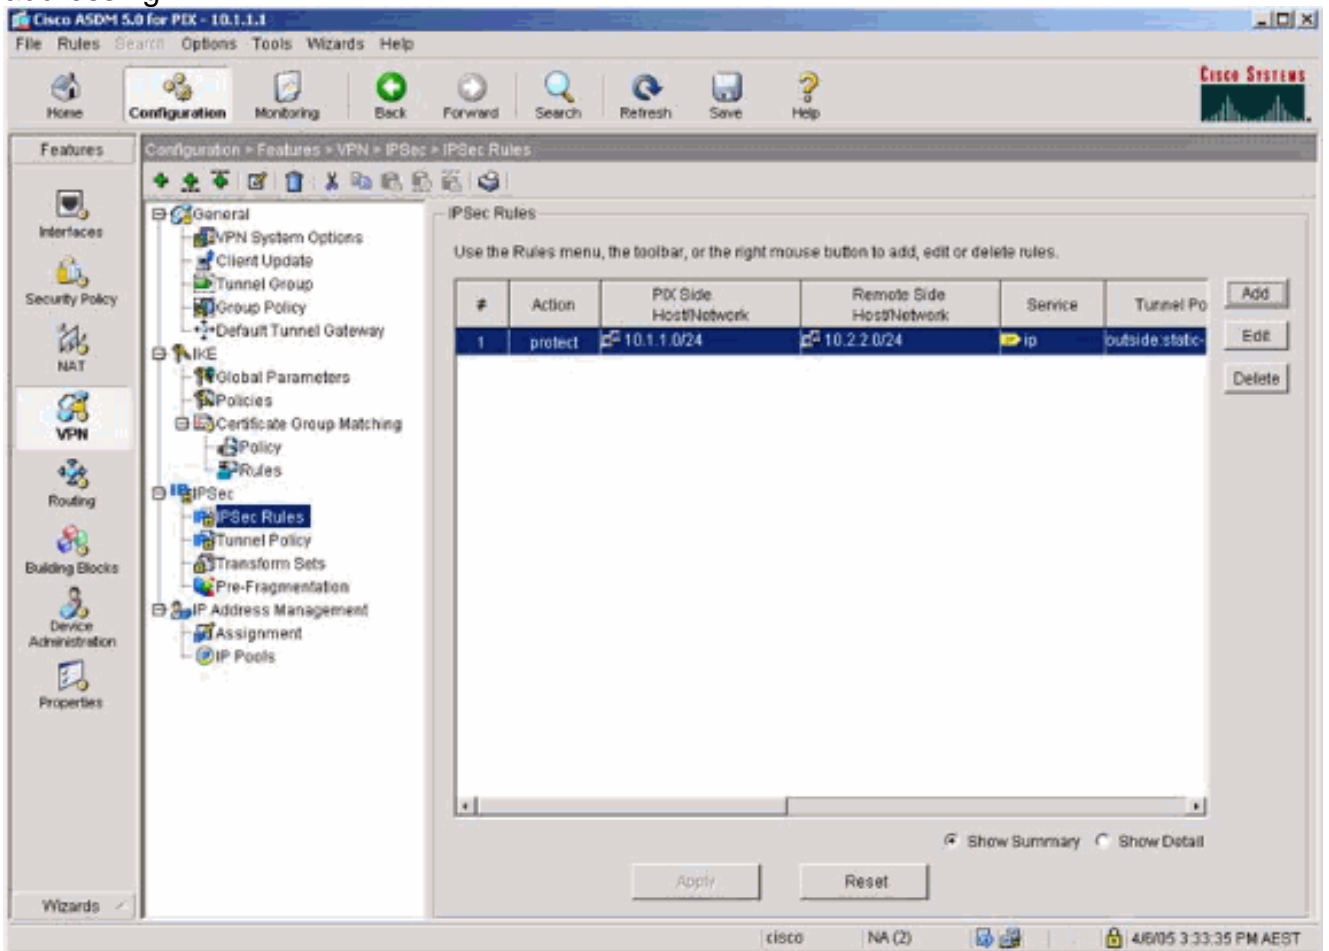 addressing
Cisco ASDM 5.0 for PIX - 10.1.1.1
File Rules Search Options Tools Wizards Help
Home Configuration Monitoring Back Forward Search Refresh Save Help
CISCO SYSTEMS
Features
Configuration > Features > VPN > IPSec > IPSec Rules
Interfaces
Security Policy
NAT
VPN
Routing
Building Blocks
Device Administration
Properties
Wizards
General
VPN System Options
Client Update
Tunnel Group
Group Policy
Default Tunnel Gateway
IKE
Global Parameters
Policies
Certificate Group Matching
Policy
Rules
IPSec
IPSec Rules
Tunnel Policy
Transform Sets
Pre-Fragmentation
IP Address Management
Assignment
IP Pools
IPSec Rules
Use the Rules menu, the toolbar, or the right mouse button to add, edit or delete rules.
# Action PIX Side Host/Network Remote Side Host/Network Service Tunnel Po
1 protect 10.1.1.0/24 10.2.2.0/24 ip outside:static-
Add
Edit
Delete
Show Summary Show Detail
Apply Reset
cisco NA (2) 4/6/05 3:33:35 PM AEST